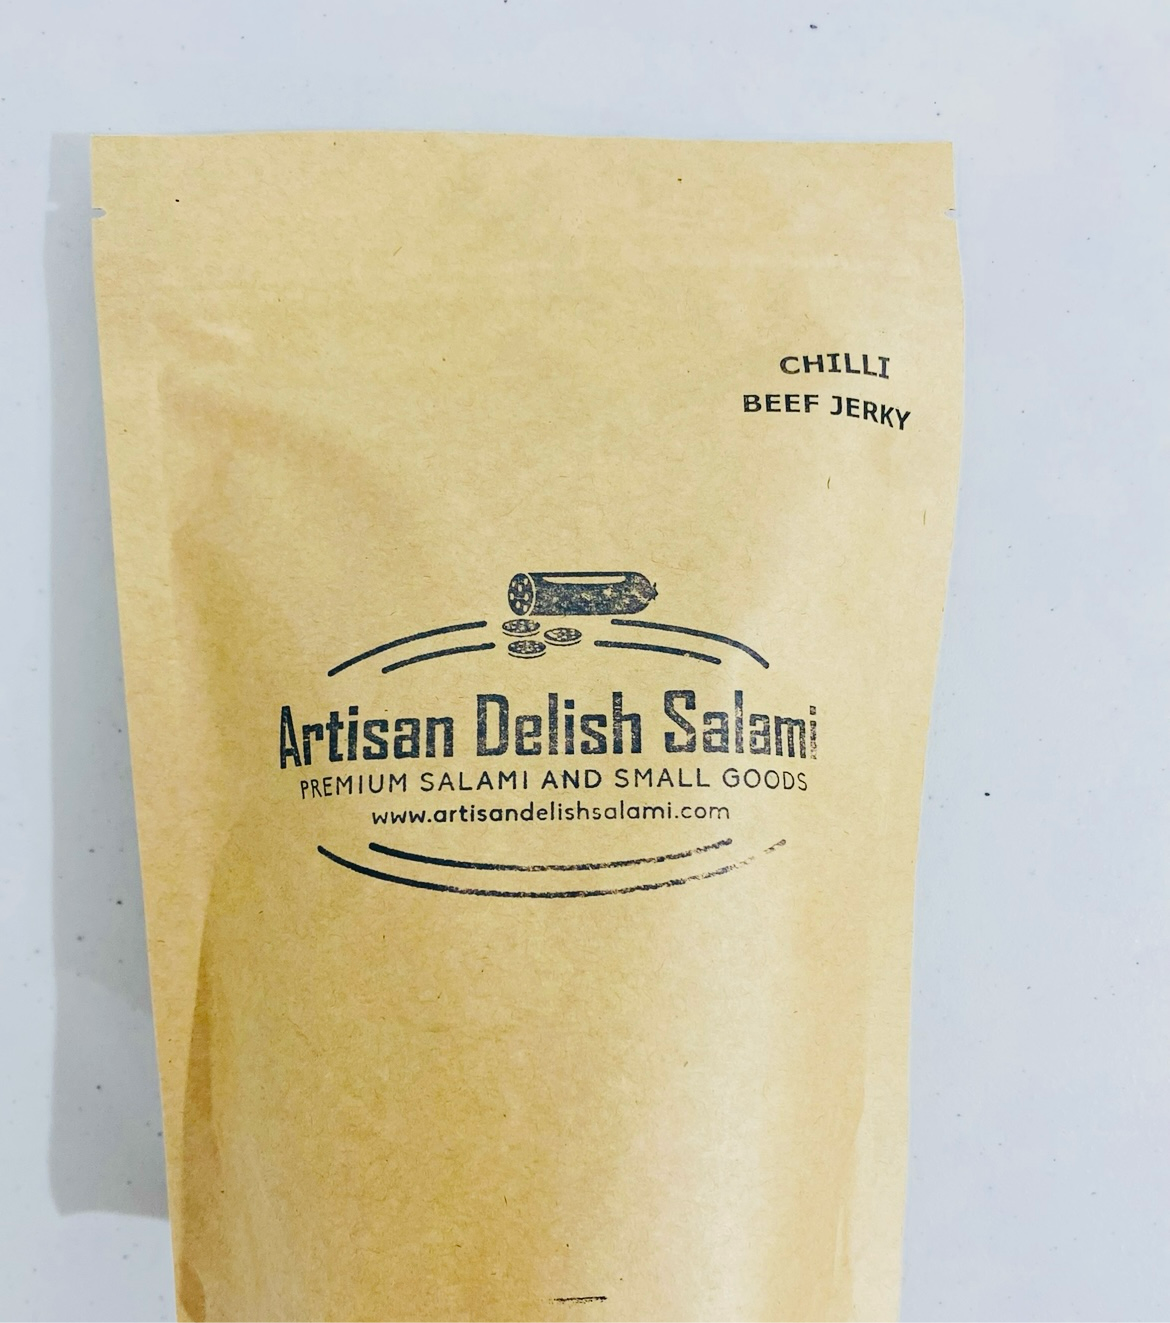 CHILLI
BEEF JERKY
Artisan Delish Salami
PREMIUM SALAMI AND SMALL GOODS
www.artisandelishsalami.com